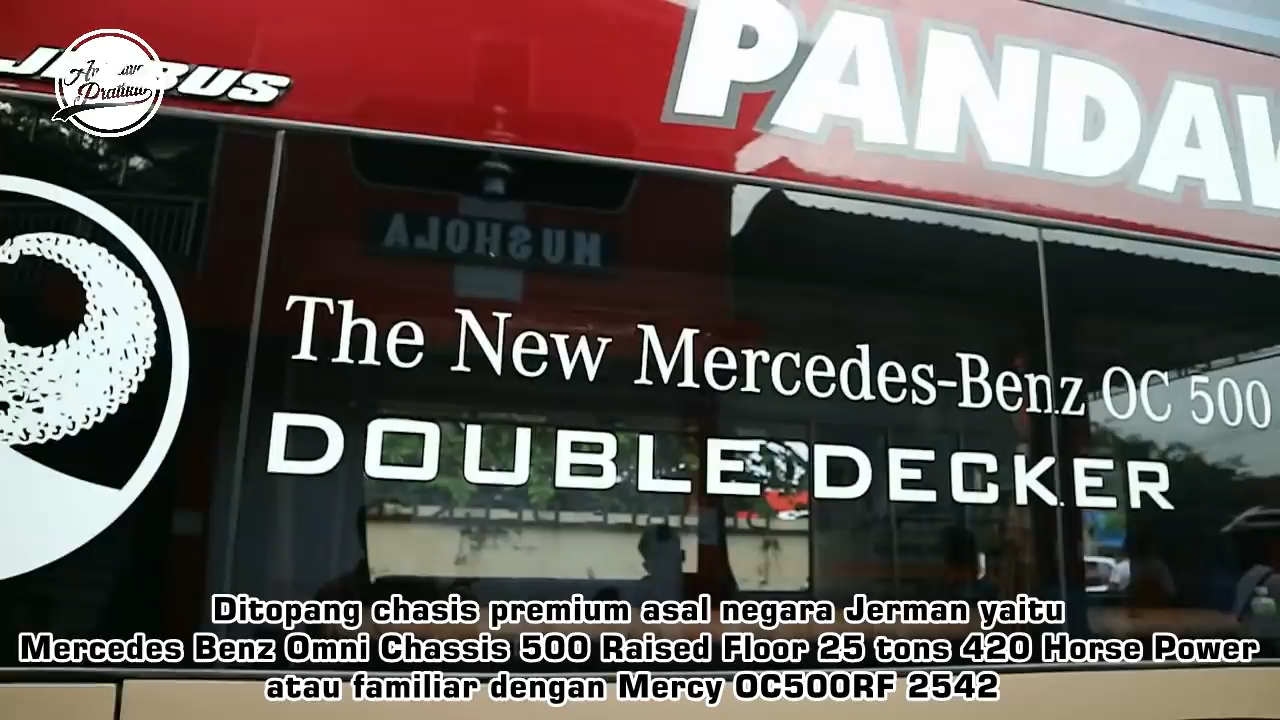 BUS
PANDAW
MUSHOLA
The New Mercedes-Benz OC 500
DOUBLE DECKER
Ditopang chasis premium asal negara Jerman yaitu
Mercedes Benz Omni Chassis 500 Raised Floor 25 tons 420 Horse Power
atau familiar dengan Mercy OC500RF 2542